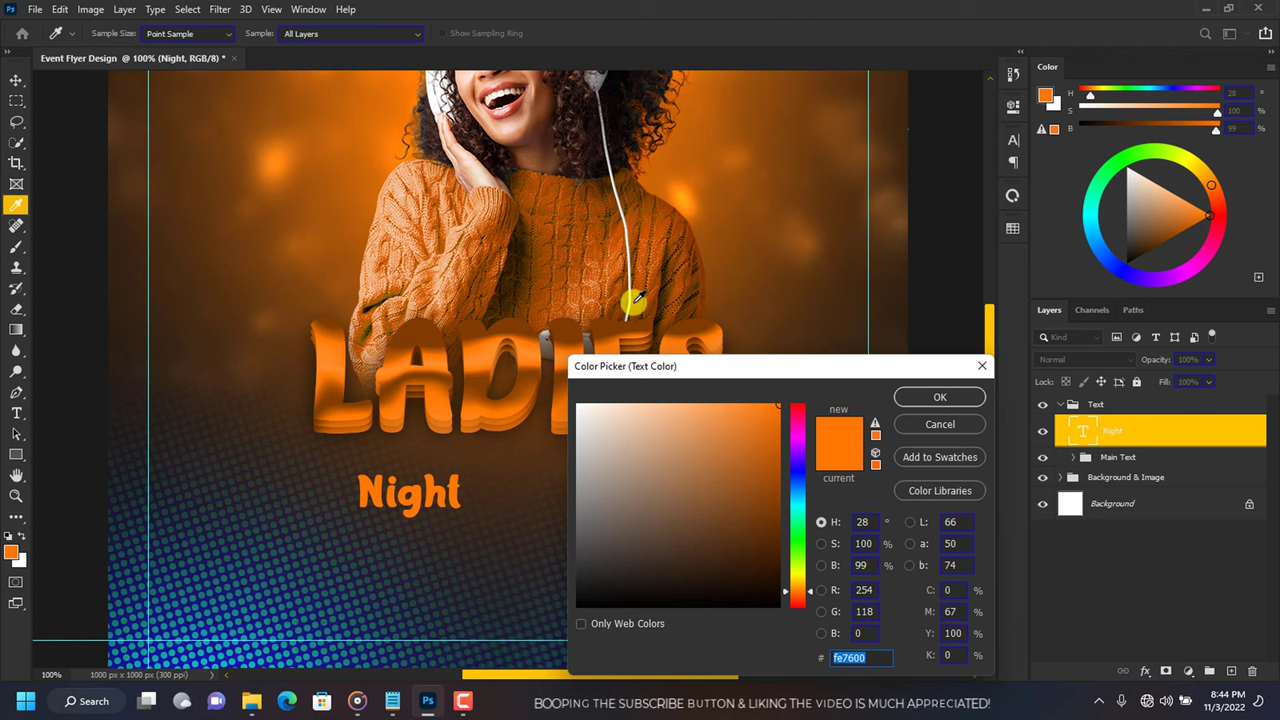 Ps File Edit Image Layer Type Select Filter 3D View Window Help
Sample Size: Point Sample Sample: All Layers Show Sampling Ring
Event Flyer Design @ 100% (Night, RGB/8) * ×
Color
H 28 °
S 100 %
B 99 %
LADIES
Night
Color Picker (Text Color)
new
current
OK
Cancel
Add to Swatches
Color Libraries
H: 28 ° L: 66
S: 100 % a: 50
B: 99 % b: 74
R: 254 C: 0 %
G: 118 M: 67 %
B: 0 Y: 100 %
# fe7600 K: 0 %
Only Web Colors
Layers Channels Paths
Kind
Normal Opacity: 100%
Lock: Fill: 100%
Text
T Night
Main Text
Background & Image
Background
100% 1000 px x 1000 px (300 ppi)
Search
BOOPING THE SUBSCRIBE BUTTON & LIKING THE VIDEO IS MUCH APPRECIATED!
8:44 PM
11/3/2022